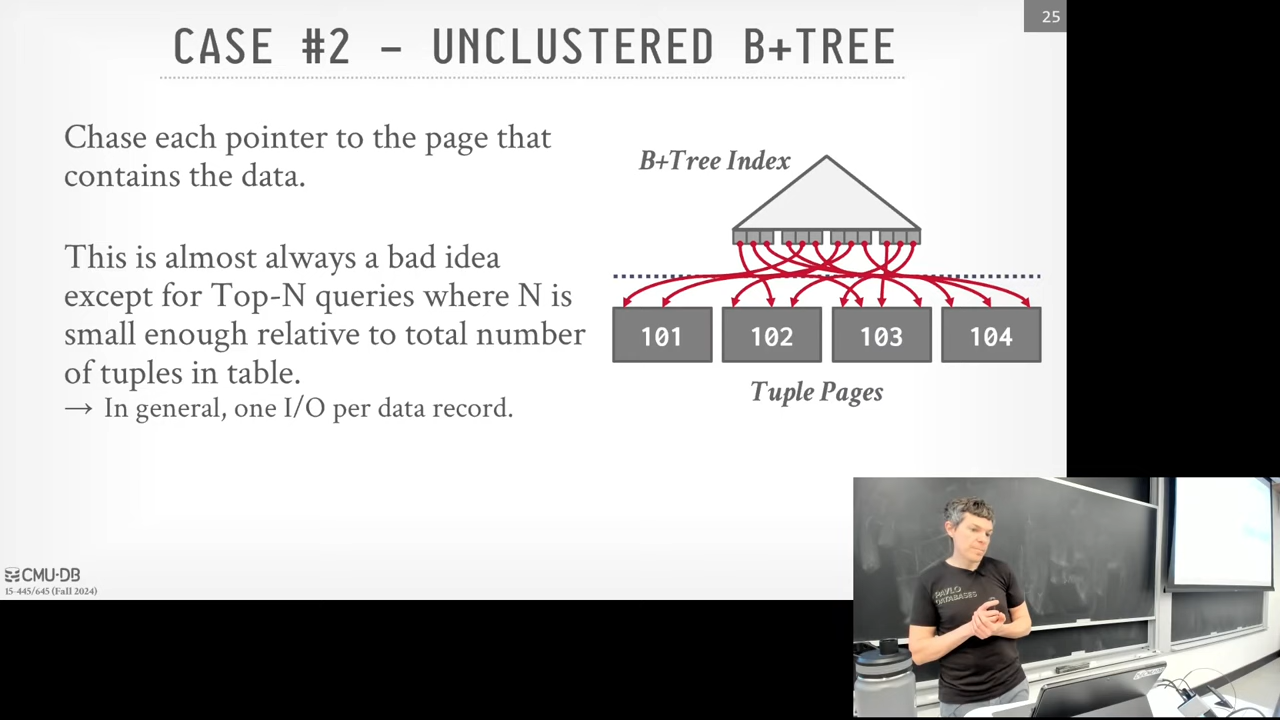 25
CASE #2 – UNCLUSTERED B+TREE
Chase each pointer to the page that
contains the data.
This is almost always a bad idea
except for Top-N queries where N is
small enough relative to total number
of tuples in table.
→ In general, one I/O per data record.
B+Tree Index
101 102 103 104
Tuple Pages
CMU·DB
15-445/645 (Fall 2024)
PAVLO
DATABASES